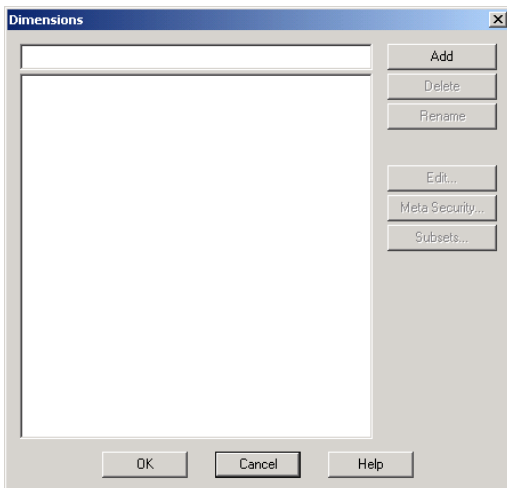 Dimensions
Add
Delete
Rename
Edit...
Meta Security...
Subsets...
OK Cancel Help